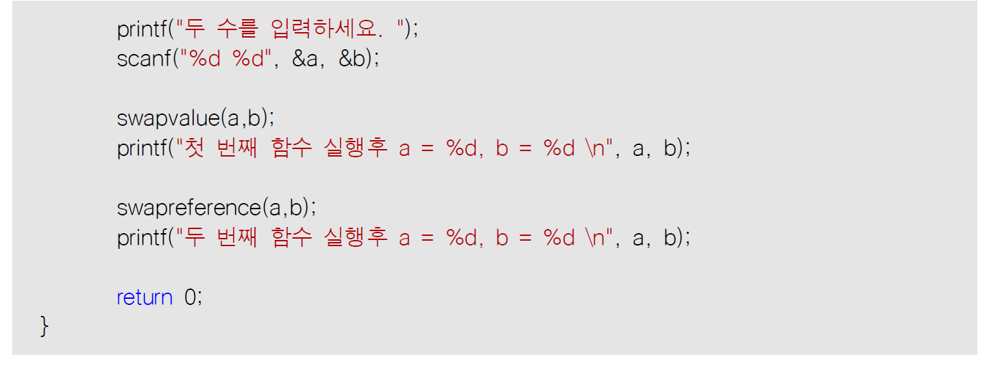 printf("두 수를 입력하세요. ");
scanf("%d %d", &a, &b);
swapvalue(a,b);
printf("첫 번째 함수 실행후 a = %d, b = %d \n", a, b);
swapreference(a,b);
printf("두 번째 함수 실행후 a = %d, b = %d \n", a, b);
return 0;
}